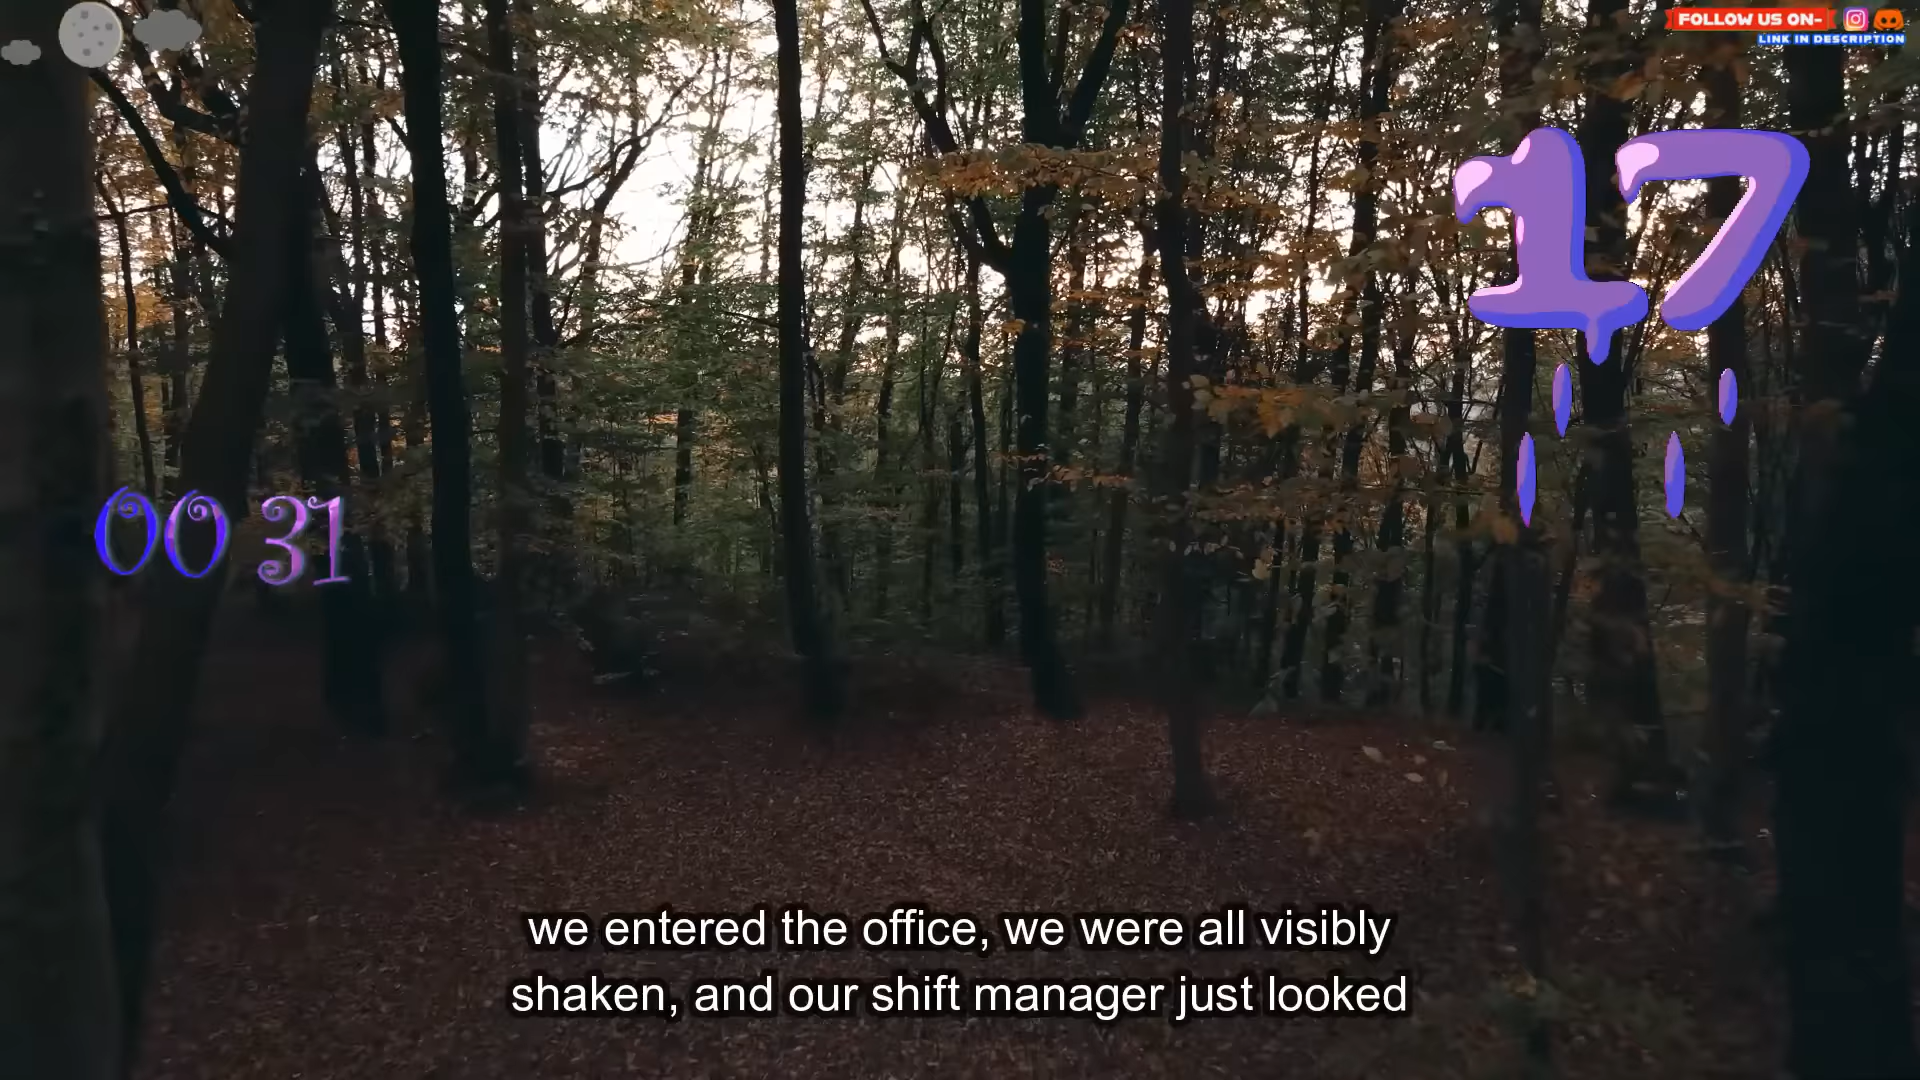 FOLLOW US ON-
LINK IN DESCRIPTION
17
00 31
we entered the office, we were all visibly
shaken, and our shift manager just looked